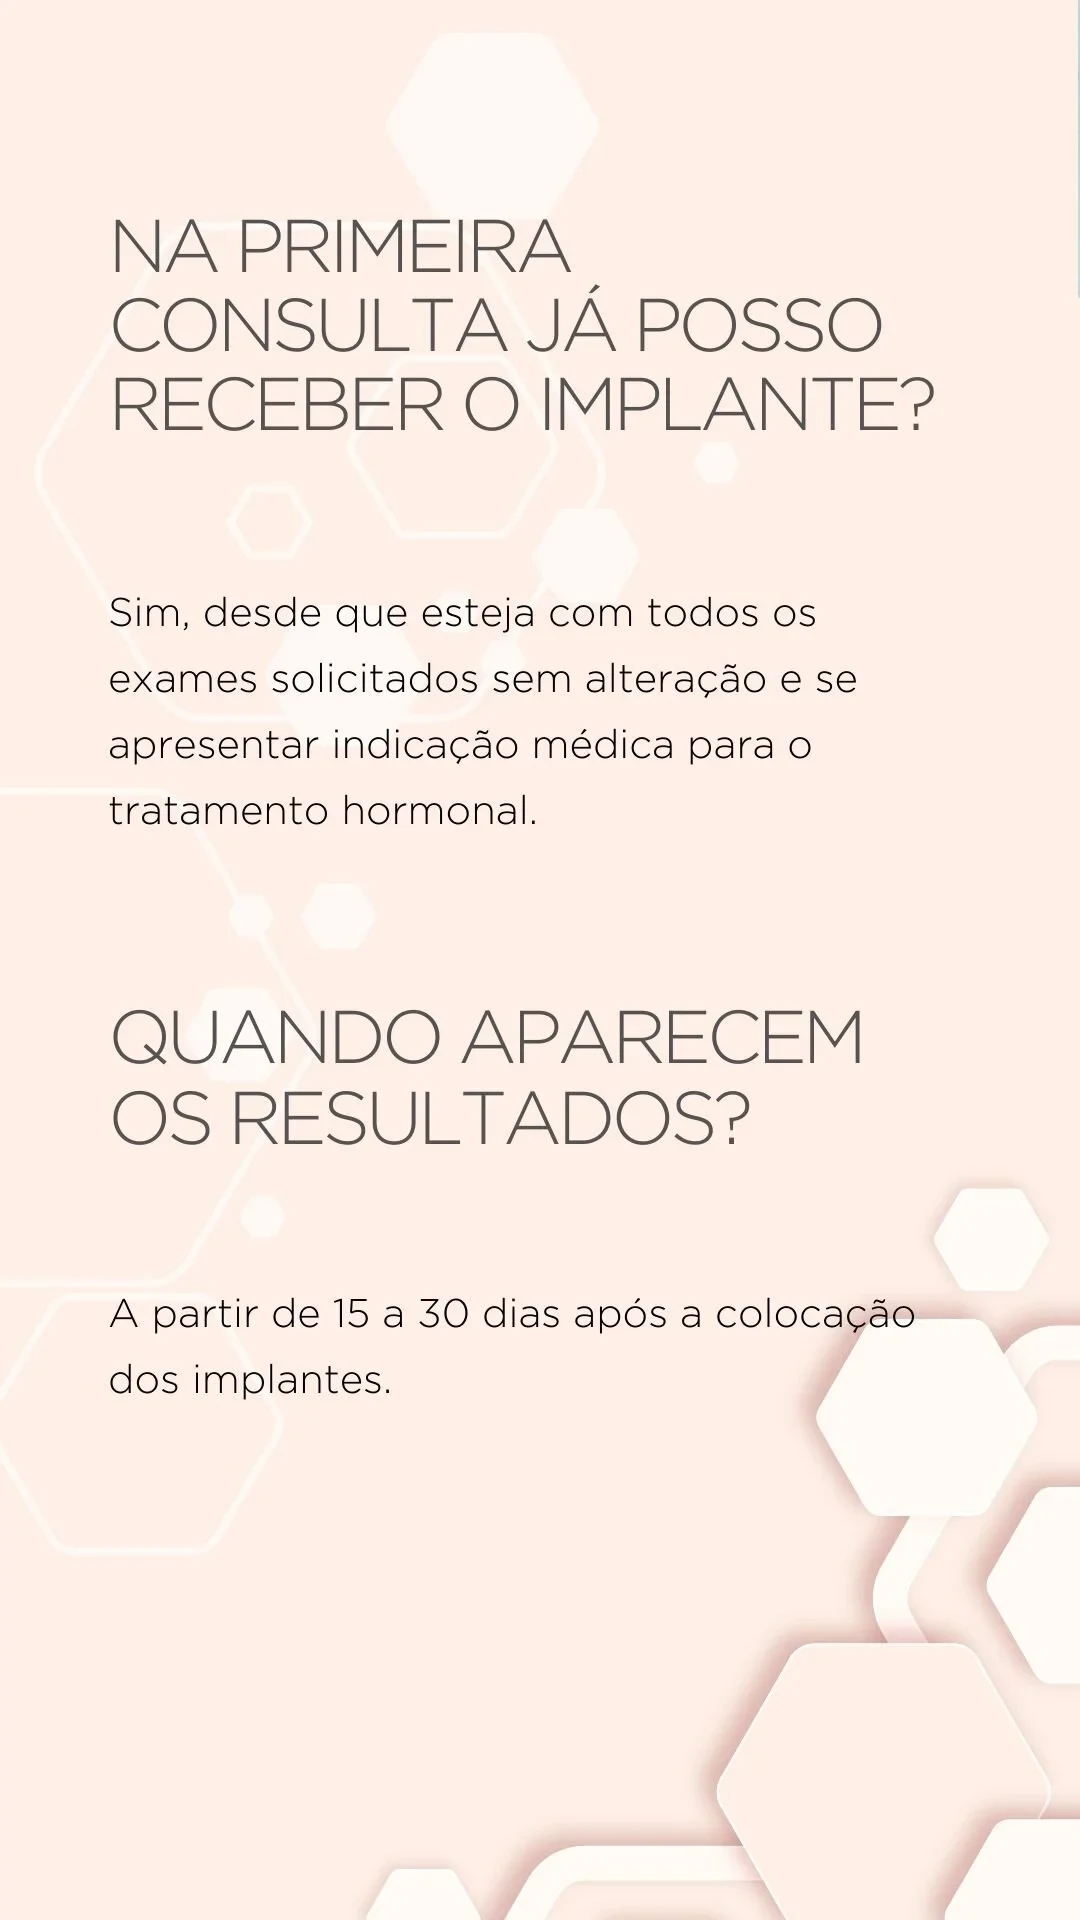 NA PRIMEIRA
CONSULTA JÁ POSSO
RECEBER O IMPLANTE?
Sim, desde que esteja com todos os
exames solicitados sem alteração e se
apresentar indicação médica para o
tratamento hormonal.
QUANDO APARECEM
OS RESULTADOS?
A partir de 15 a 30 dias após a colocação
dos implantes.